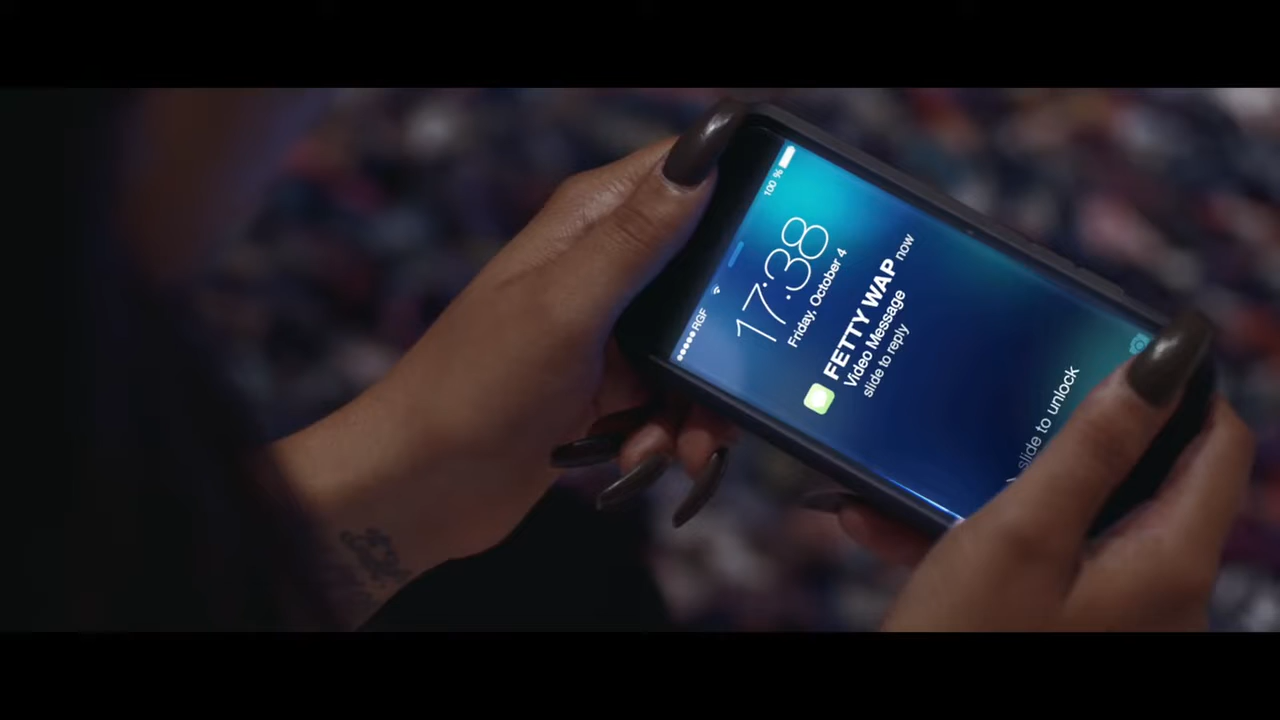 ●●●●● RGF
100 %
17:38
Friday, October 4
FETTY WAP now
Video Message
slide to reply
slide to unlock